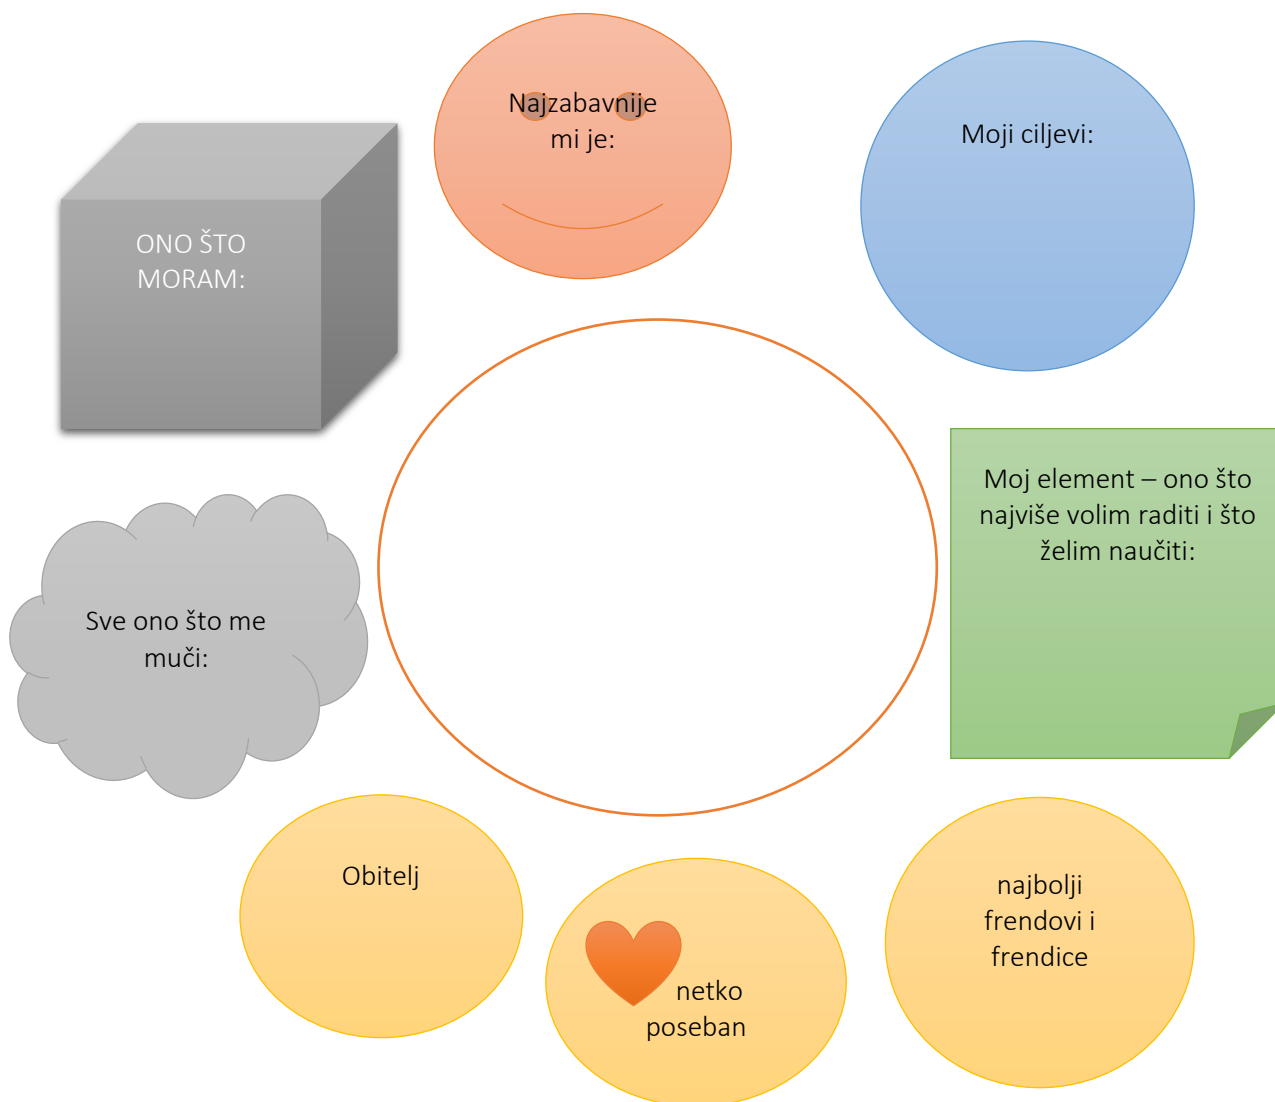 Najzabavnije
mi je:
Moji ciljevi:
ONO ŠTO
MORAM:
Moj element – ono što
najviše volim raditi i što
želim naučiti:
Sve ono što me
muči:
Obitelj
netko
poseban
najbolji
frendovi i
frendice